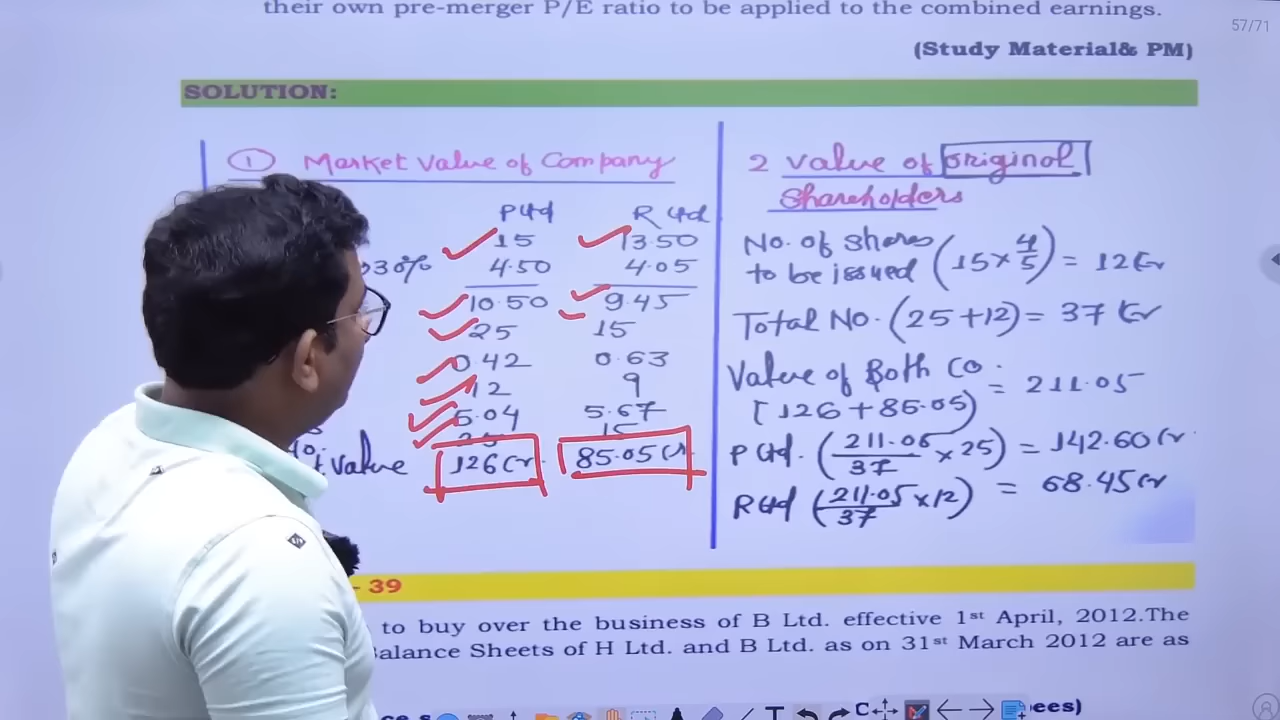 their own pre-merger P/E ratio to be applied to the combined earnings.
57/71
(Study Material& PM)
SOLUTION:
① Market Value of Company
P Ltd R Ltd
15 13.50
30% 4.50 4.05
10.50 9.45
25 15
0.42 0.63
12 9
5.04 5.67
25 15
value 126 Cr. 85.05 Cr
2 value of original
Shareholders
No. of shares
to be issued (15 × 4/5) = 12 Cr
Total No. (25+12) = 37 Cr
Value of Both Co.
[126 + 85.05) = 211.05
P Ltd. (211.05/37 × 25) = 142.60 Cr.
R Ltd (211.05/37 × 12) = 68.45 Cr
- 39
to buy over the business of B Ltd. effective 1st April, 2012.The
alance Sheets of H Ltd. and B Ltd. as on 31st March 2012 are as
ees)